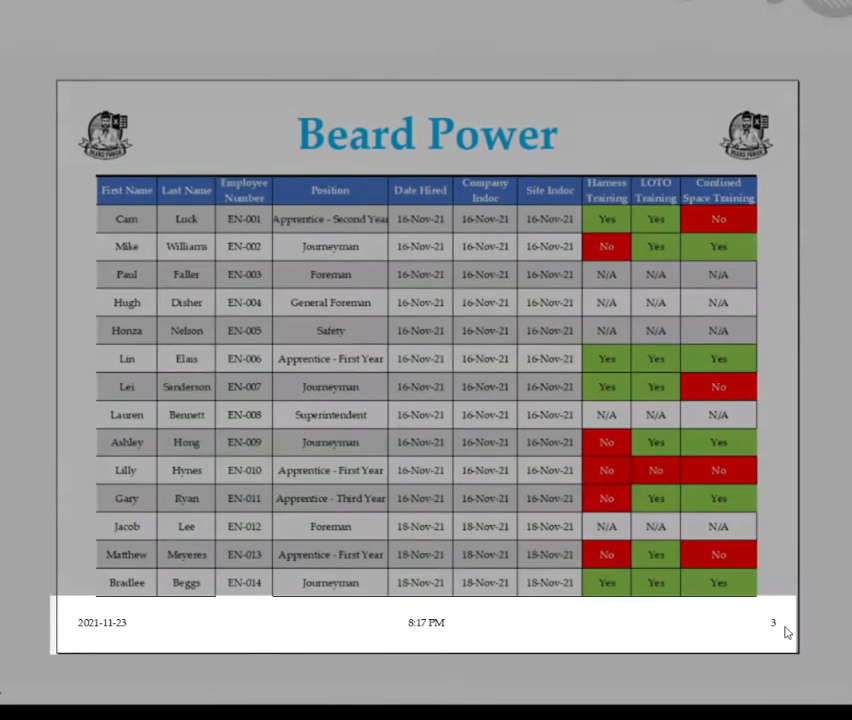 Beard Power
BEARD POWER
BEARD POWER
First Name Last Name Employee Number Position Date Hired Company Indoc Site Indoc Harness Training LOTO Training Confined Space Training
Cam Luck EN-001 Apprentice - Second Year 16-Nov-21 16-Nov-21 16-Nov-21 Yes Yes No
Mike Williams EN-002 Journeyman 16-Nov-21 16-Nov-21 16-Nov-21 No Yes Yes
Paul Faller EN-003 Foreman 16-Nov-21 16-Nov-21 16-Nov-21 N/A N/A N/A
Hugh Disher EN-004 General Foreman 16-Nov-21 16-Nov-21 16-Nov-21 N/A N/A N/A
Honza Nelson EN-005 Safety 16-Nov-21 16-Nov-21 16-Nov-21 N/A N/A N/A
Lin Elais EN-006 Apprentice - First Year 16-Nov-21 16-Nov-21 16-Nov-21 Yes Yes Yes
Lei Sanderson EN-007 Journeyman 16-Nov-21 16-Nov-21 16-Nov-21 Yes Yes No
Lauren Bennett EN-008 Superintendent 16-Nov-21 16-Nov-21 16-Nov-21 N/A N/A N/A
Ashley Hong EN-009 Journeyman 16-Nov-21 16-Nov-21 16-Nov-21 No Yes Yes
Lilly Hynes EN-010 Apprentice - First Year 16-Nov-21 16-Nov-21 16-Nov-21 No No No
Gary Ryan EN-011 Apprentice - Third Year 16-Nov-21 16-Nov-21 16-Nov-21 No Yes Yes
Jacob Lee EN-012 Foreman 18-Nov-21 18-Nov-21 18-Nov-21 N/A N/A N/A
Matthew Meyeres EN-013 Apprentice - First Year 18-Nov-21 18-Nov-21 18-Nov-21 No Yes No
Bradlee Beggs EN-014 Journeyman 18-Nov-21 18-Nov-21 18-Nov-21 Yes Yes Yes
2021-11-23 8:17 PM 3